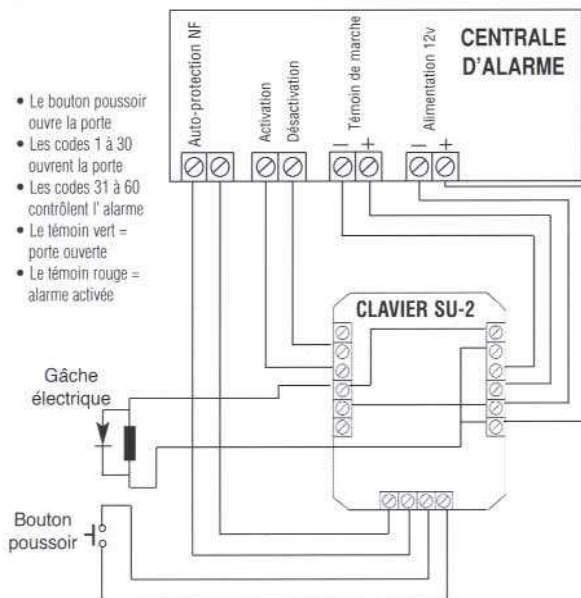 CENTRALE
D'ALARME
Auto-protection NF
Activation
Désactivation
Témoin de marche
Alimentation 12v
− + − +
• Le bouton poussoir
ouvre la porte
• Les codes 1 à 30
ouvrent la porte
• Les codes 31 à 60
contrôlent l' alarme
• Le témoin vert =
porte ouverte
• Le témoin rouge =
alarme activée
CLAVIER SU-2
Gâche
électrique
Bouton
poussoir